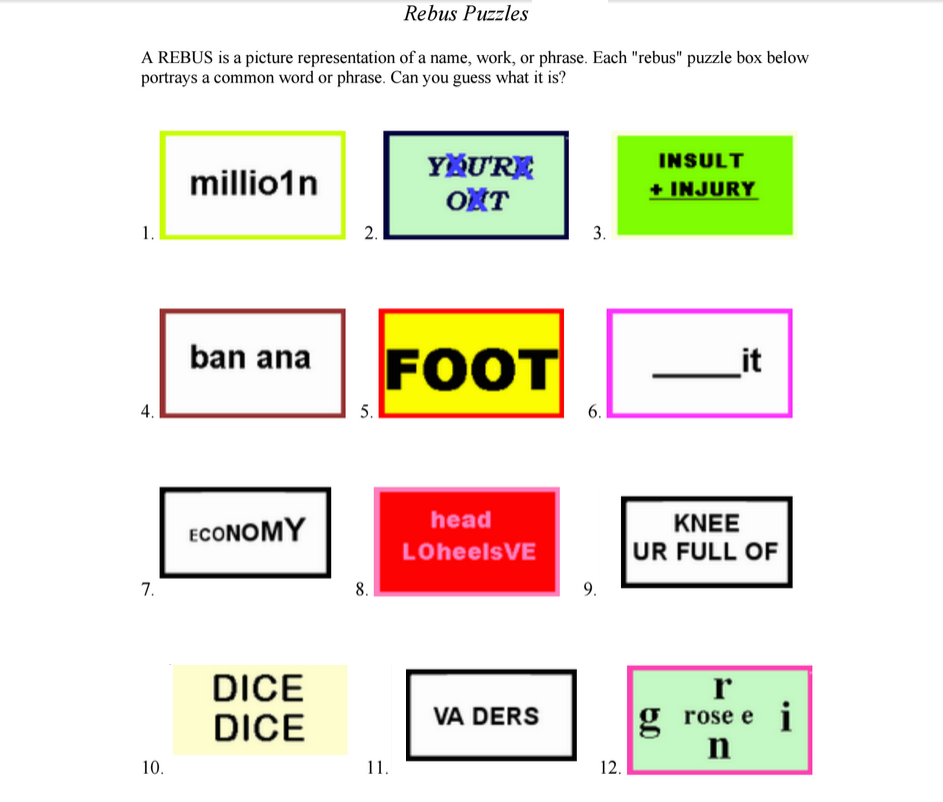 Rebus Puzzles
A REBUS is a picture representation of a name, work, or phrase. Each "rebus" puzzle box below
portrays a common word or phrase. Can you guess what it is?
millio1n
1.
YOU'RE
OUT
2.
INSULT
+ INJURY
3.
ban ana
4.
FOOT
5.
____it
6.
ECONOMY
7.
head
LOheelsVE
8.
KNEE
UR FULL OF
9.
DICE
DICE
10.
VA DERS
11.
r
g rose e i
n
12.